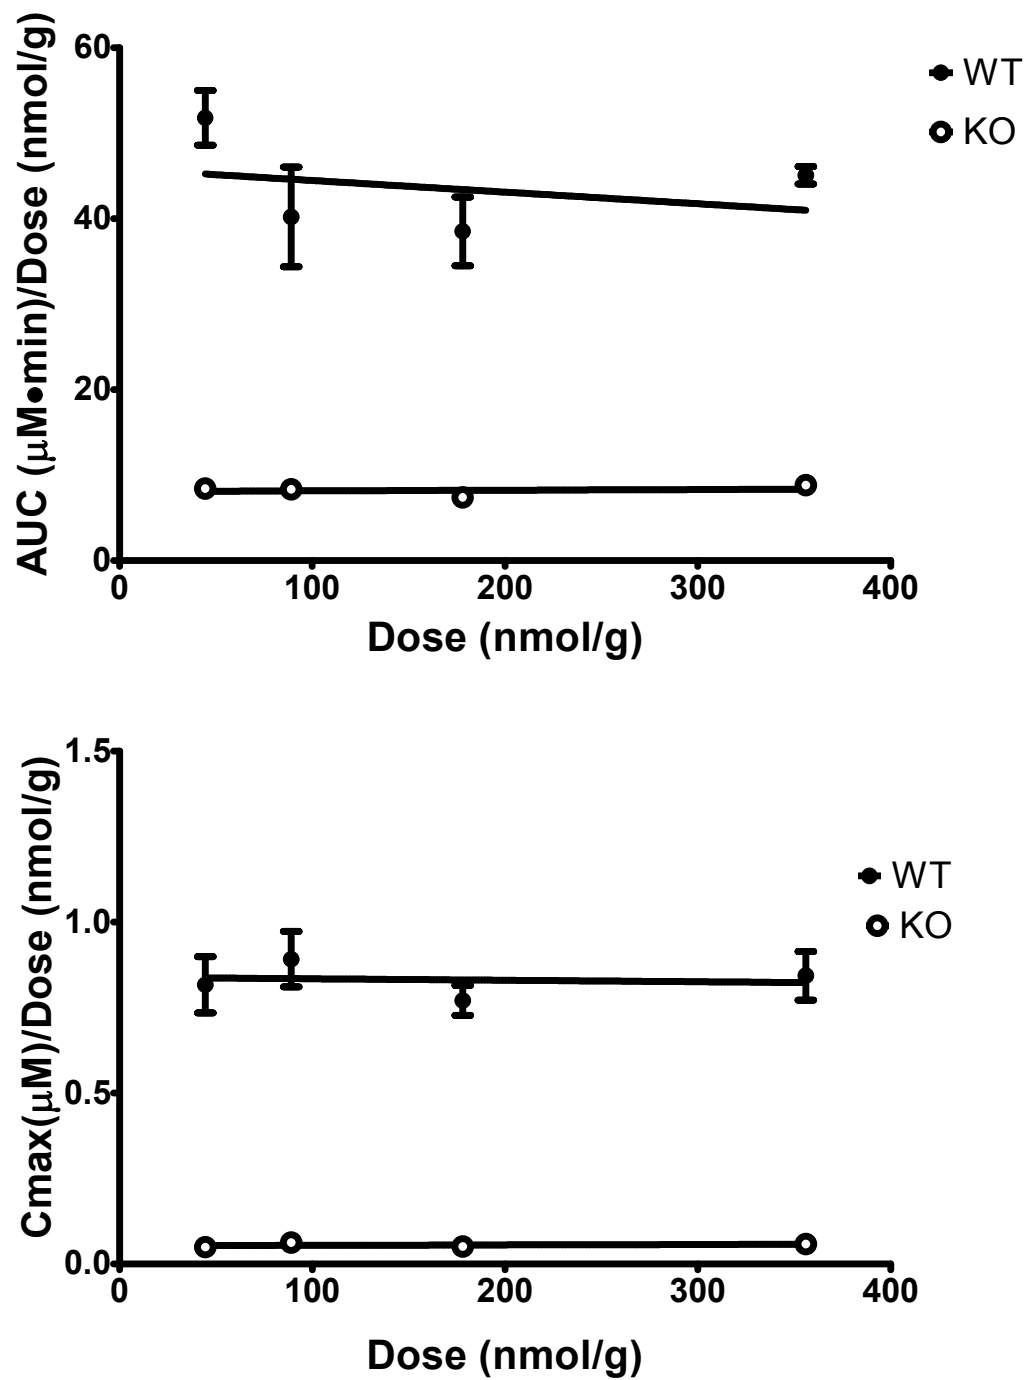 AUC (μM•min)/Dose (nmol/g)
60
40
20
0
0 100 200 300 400
Dose (nmol/g)
WT
KO
Cmax(μM)/Dose (nmol/g)
1.5
1.0
0.5
0.0
0 100 200 300 400
Dose (nmol/g)
WT
KO